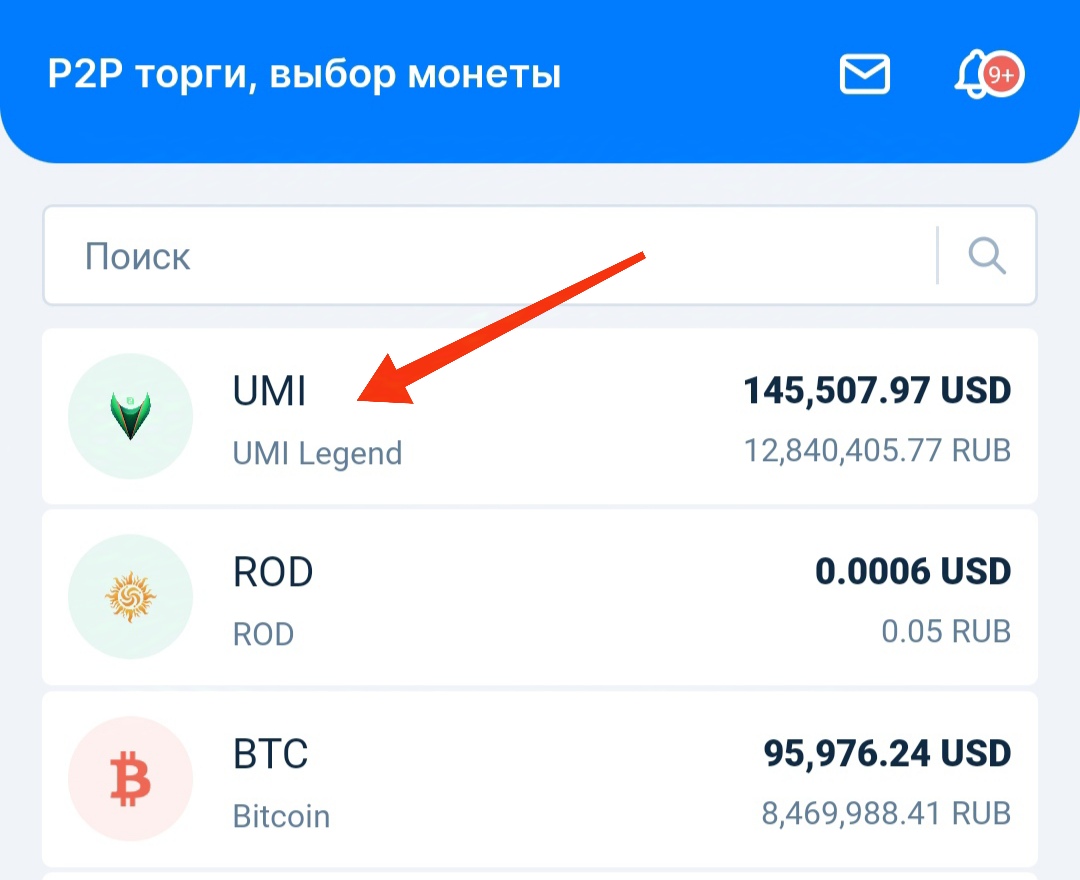 P2P торги, выбор монеты
9+
Поиск
UMI
145,507.97 USD
UMI Legend
12,840,405.77 RUB
ROD
0.0006 USD
ROD
0.05 RUB
BTC
95,976.24 USD
Bitcoin
8,469,988.41 RUB